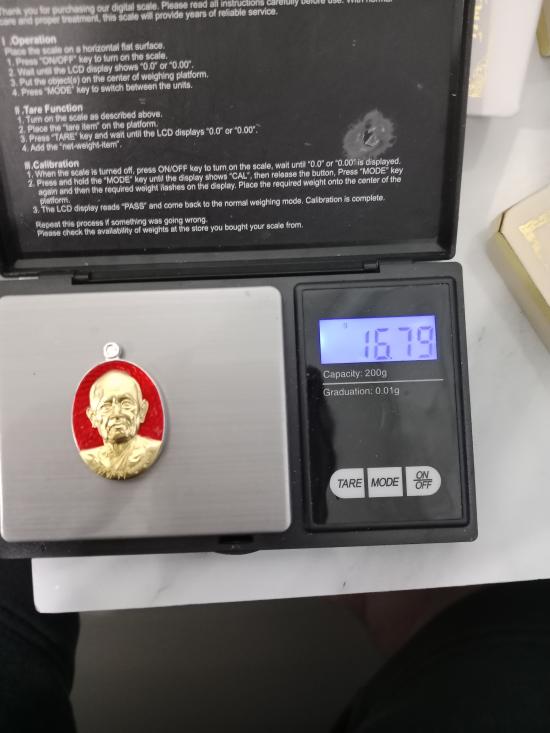 Thank you for purchasing our digital scale. Please read all instructions carefully before use. With normal
care and proper treatment, this scale will provide years of reliable service.
I .Operation
Place the scale on a horizontal flat surface.
1. Press "ON/OFF" key to turn on the scale.
2. Wait until the LCD display shows "0.0" or "0.00".
3. Put the object(s) on the center of weighing platform.
4. Press "MODE" key to switch between the units.
II.Tare Function
1. Turn on the scale as described above.
2. Place the "tare item" on the platform.
3. Press "TARE" key and wait until the LCD displays "0.0" or "0.00".
4. Add the "net-weight-item".
II.Calibration
1. When the scale is turned off, press ON/OFF key to turn on the scale, wait until "0.0" or "0.00" is displayed.
2. Press and hold the "MODE" key until the display shows "CAL", then release the button, Press "MODE" key
again and then the required weight flashes on the display. Place the required weight onto the center of the
platform.
3. The LCD display reads "PASS" and come back to the normal weighing mode. Calibration is complete.
Repeat this process if something was going wrong.
Please check the availability of weights at the store you bought your scale from.
g 16.79
Capacity: 200g
Graduation: 0.01g
TARE MODE ON
OFF